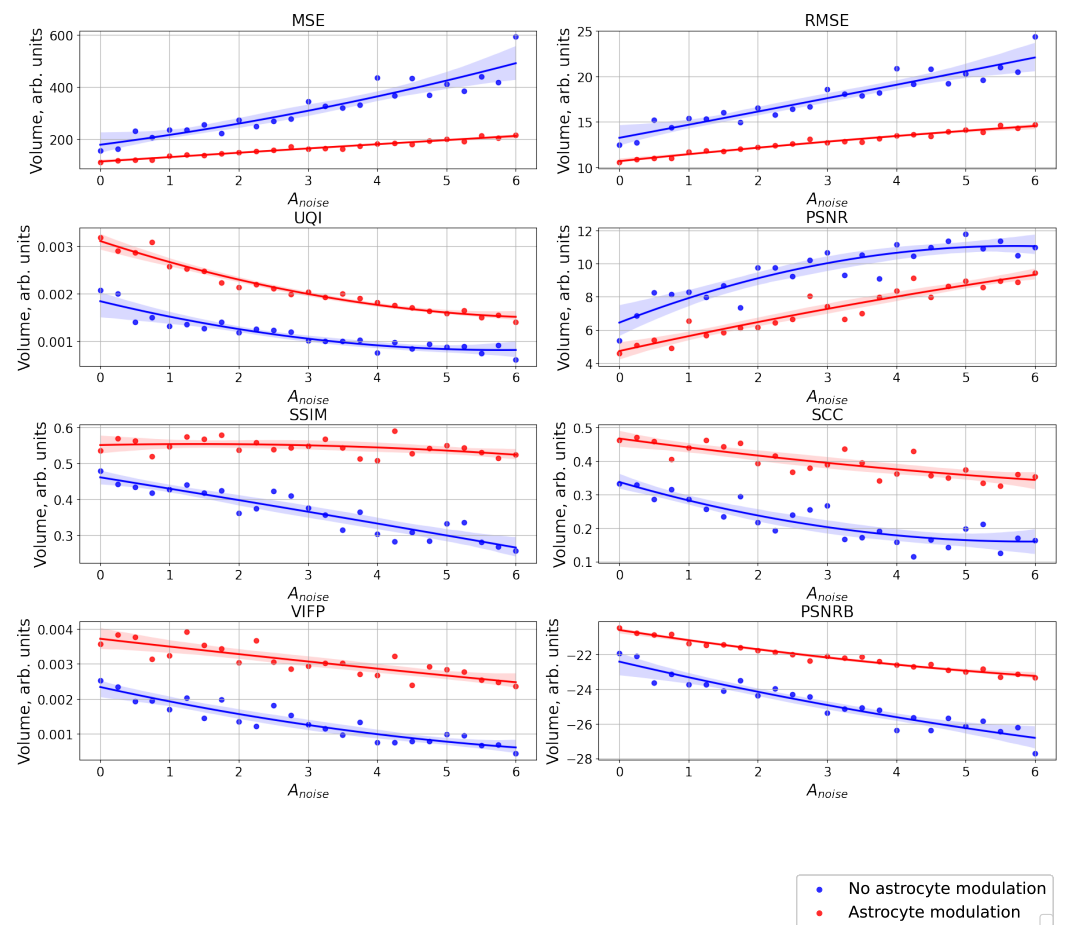 MSE
RMSE
Volume, arb. units
600
400
200
0 1 2 3 4 5 6
A_noise
Volume, arb. units
25
20
15
10
0 1 2 3 4 5 6
A_noise
UQI
PSNR
Volume, arb. units
0.003
0.002
0.001
0 1 2 3 4 5 6
A_noise
Volume, arb. units
12
10
8
6
4
0 1 2 3 4 5 6
A_noise
SSIM
SCC
Volume, arb. units
0.6
0.5
0.4
0.3
0 1 2 3 4 5 6
A_noise
Volume, arb. units
0.5
0.4
0.3
0.2
0.1
0 1 2 3 4 5 6
A_noise
VIFP
PSNRB
Volume, arb. units
0.004
0.003
0.002
0.001
0 1 2 3 4 5 6
A_noise
Volume, arb. units
−22
−24
−26
−28
0 1 2 3 4 5 6
A_noise
No astrocyte modulation
Astrocyte modulation